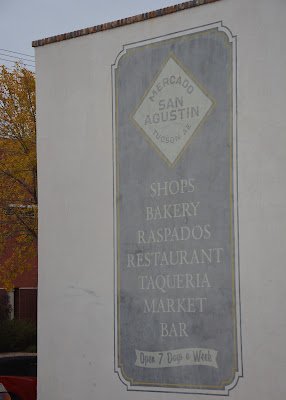 MERCADO
SAN
AGUSTIN
TUCSON AZ
SHOPS
BAKERY
RASPADOS
RESTAURANT
TAQUERIA
MARKET
BAR
Open 7 Days a Week